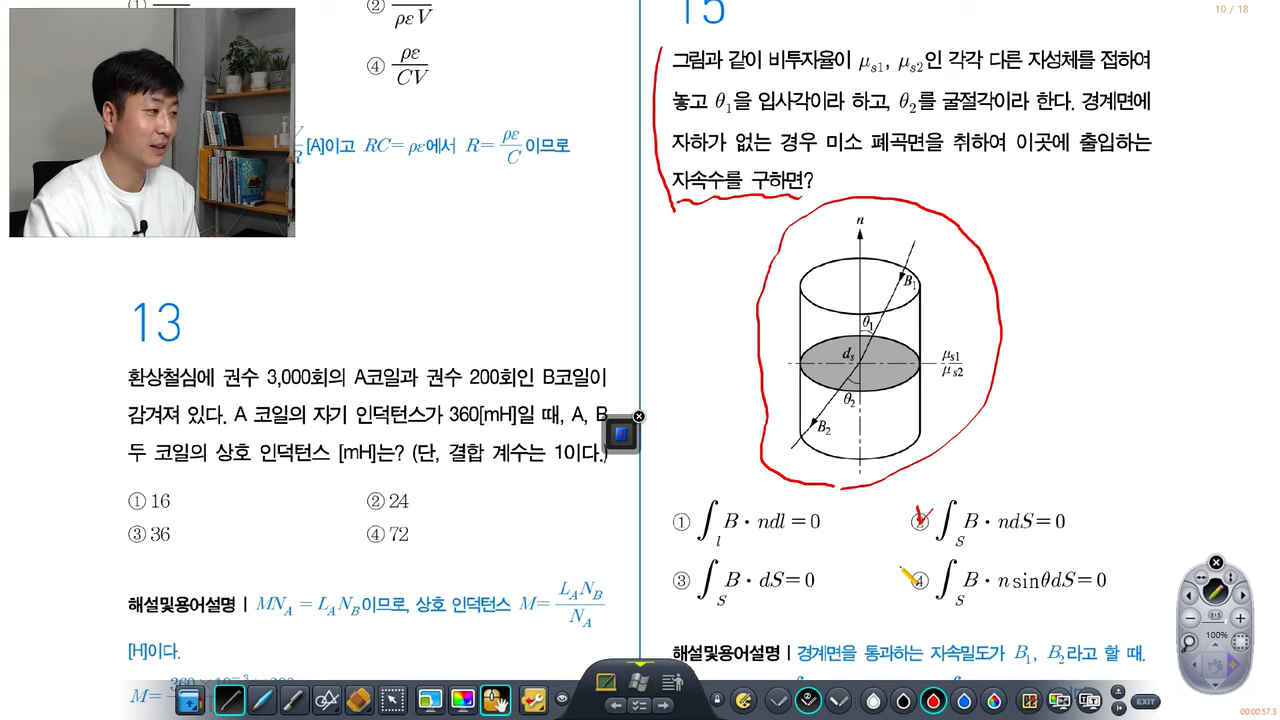 ①
② ρεV
④ ρε/CV
[A]이고 RC=ρε에서 R=ρε/C 이므로
13
환상철심에 권수 3,000회의 A코일과 권수 200회인 B코일이
감겨져 있다. A 코일의 자기 인덕턴스가 360[mH]일 때, A, B
두 코일의 상호 인덕턴스 [mH]는? (단, 결합 계수는 1이다.)
① 16 ② 24
③ 36 ④ 72
해설및용어설명 | MN_A = L_A N_B이므로, 상호 인덕턴스 M= L_A N_B/N_A
[H]이다.
15
10 / 18
그림과 같이 비투자율이 μs1, μs2인 각각 다른 자성체를 접하여
놓고 θ1을 입사각이라 하고, θ2를 굴절각이라 한다. 경계면에
자하가 없는 경우 미소 폐곡면을 취하여 이곳에 출입하는
자속수를 구하면?
n
B1
θ1
ds
μs1
μs2
θ2
B2
① ∫_l B · ndl = 0 ② ∫_S B · ndS = 0
③ ∫_S B · dS = 0 ④ ∫_S B · n sinθdS = 0
해설및용어설명 | 경계면을 통과하는 자속밀도가 B1, B2라고 할 때.
1:1
100%
EXIT
00:00:57.3